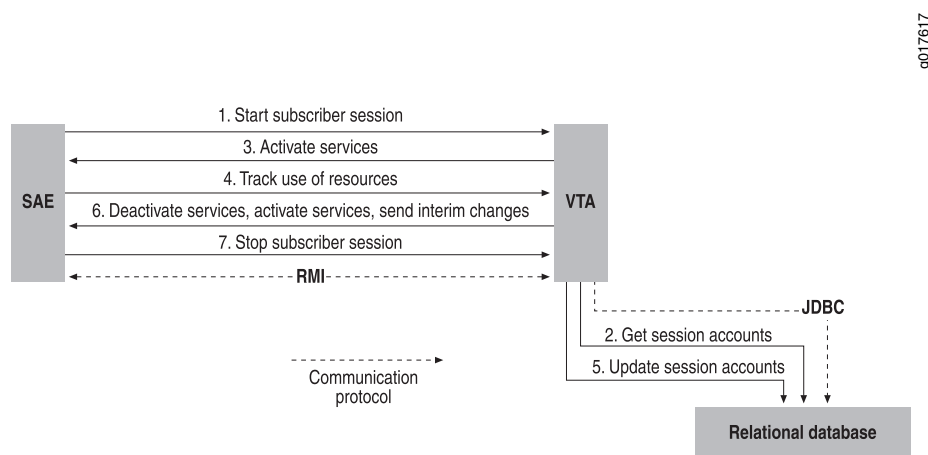 g017617
1. Start subscriber session
3. Activate services
4. Track use of resources
SAE
VTA
6. Deactivate services, activate services, send interim changes
7. Stop subscriber session
RMI
JDBC
2. Get session accounts
5. Update session accounts
Communication
protocol
Relational database